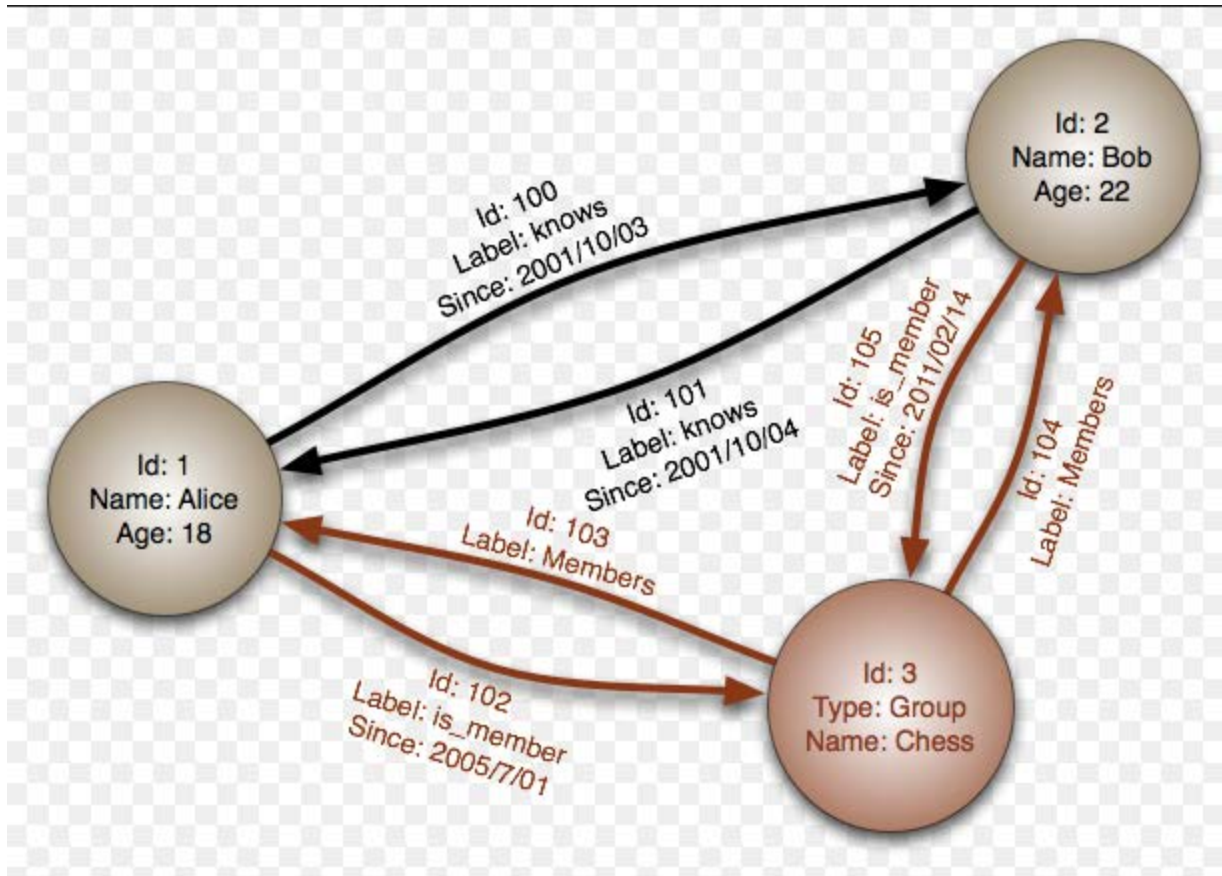 Id: 2
Name: Bob
Age: 22
Id: 100
Label: knows
Since: 2001/10/03
Id: 101
Label: knows
Since: 2001/10/04
Id: 105
Label: is_member
Since: 2011/02/14
Id: 104
Label: Members
Id: 1
Name: Alice
Age: 18
Id: 103
Label: Members
Id: 102
Label: is_member
Since: 2005/7/01
Id: 3
Type: Group
Name: Chess